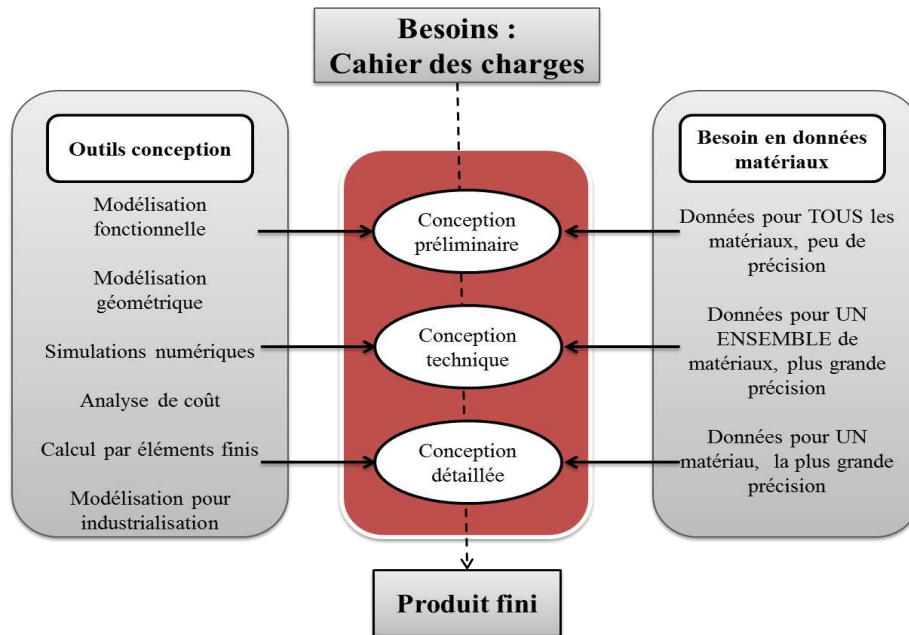 Besoins :
Cahier des charges
Outils conception
Modélisation
fonctionnelle
Modélisation
géométrique
Simulations numériques
Analyse de coût
Calcul par éléments finis
Modélisation pour
industrialisation
Conception
préliminaire
Conception
technique
Conception
détaillée
Besoin en données
matériaux
Données pour TOUS les
matériaux, peu de
précision
Données pour UN
ENSEMBLE de
matériaux, plus grande
précision
Données pour UN
matériau, la plus grande
précision
Produit fini